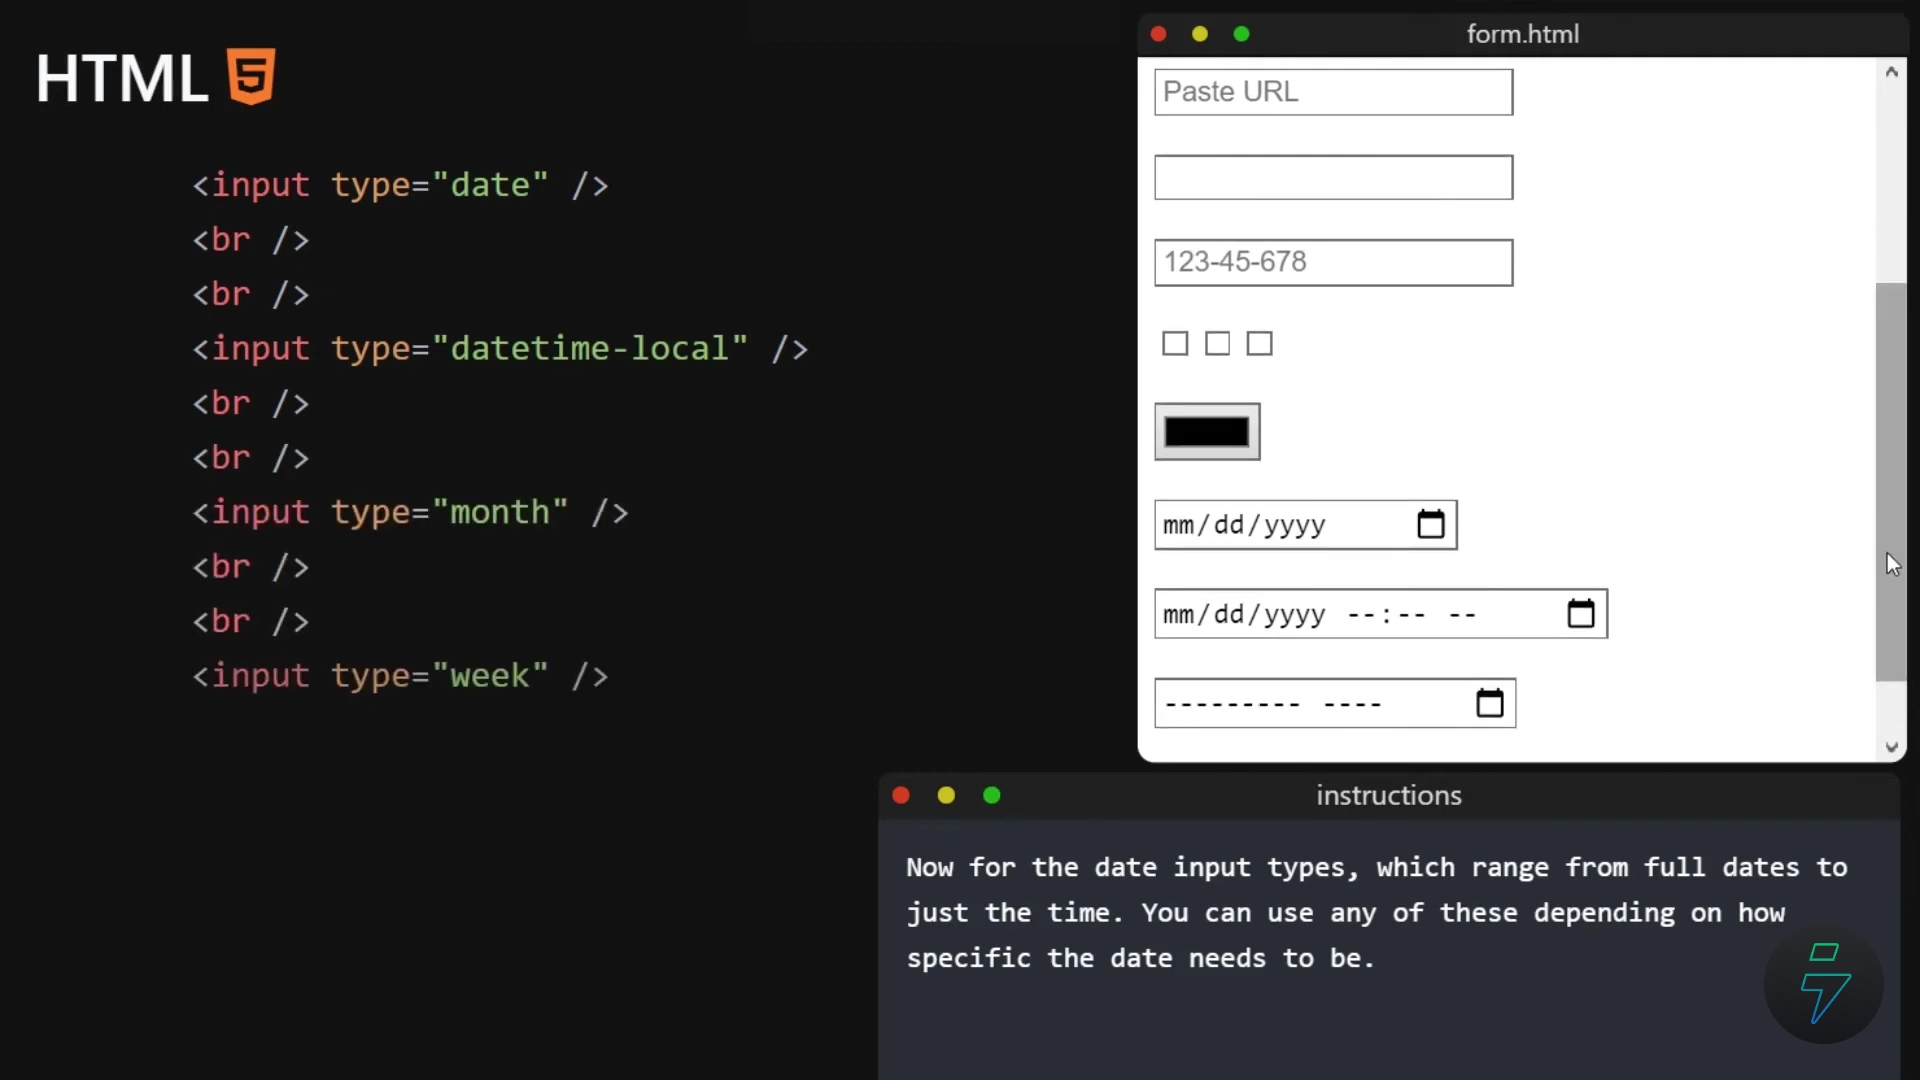 HTML 5
<input type="date" />
<br />
<br />
<input type="datetime-local" />
<br />
<br />
<input type="month" />
<br />
<br />
<input type="week" />
form.html
Paste URL
123-45-678
mm/dd/yyyy
mm/dd/yyyy --:-- --
--------- ----
instructions
Now for the date input types, which range from full dates to
just the time. You can use any of these depending on how
specific the date needs to be.